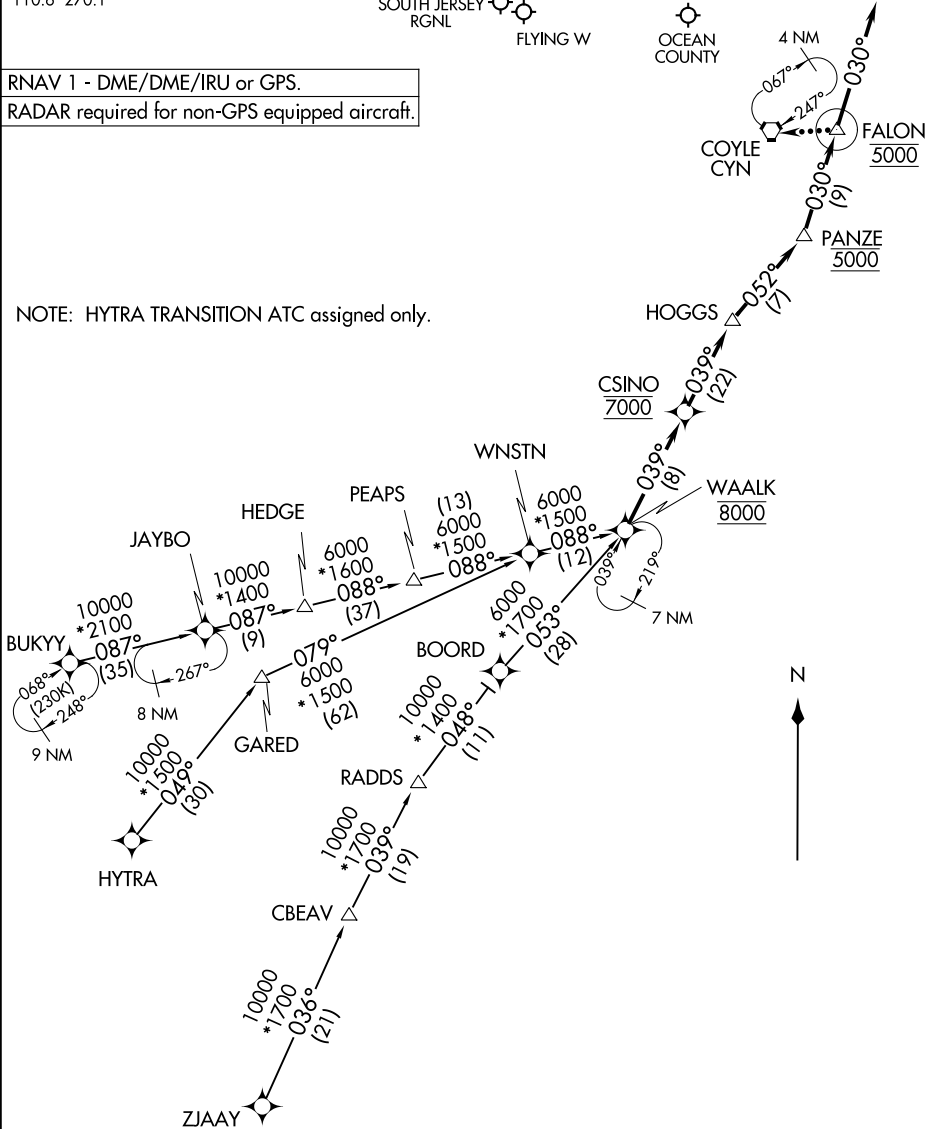 110.6 270.1
SOUTH JERSEY
RGNL
FLYING W
OCEAN
COUNTY
4 NM
067°
247°
030°
RNAV 1 - DME/DME/IRU or GPS.
RADAR required for non-GPS equipped aircraft.
COYLE
CYN
FALON
5000
030°
(9)
PANZE
5000
052°
(7)
NOTE: HYTRA TRANSITION ATC assigned only.
HOGGS
039°
(22)
CSINO
7000
039°
(8)
WAALK
8000
039°
219°
7 NM
WNSTN
6000
*1500
088°
(12)
PEAPS
(13)
6000
*1500
088°
HEDGE
6000
*1600
088°
(37)
JAYBO
10000
*1400
087°
(9)
267°
8 NM
BUKYY
10000
*2100
087°
(35)
068°
(230K)
248°
9 NM
079°
6000
*1500
(62)
GARED
10000
*1500
049°
(30)
HYTRA
6000
*1700
053°
(28)
BOORD
10000
*1400
048°
(11)
RADDS
10000
*1700
039°
(19)
CBEAV
10000
*1700
036°
(21)
ZJAAY
N